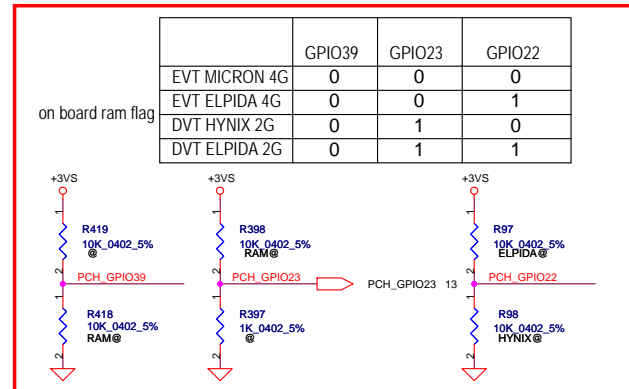 GPIO39 GPIO23 GPIO22
EVT MICRON 4G 0 0 0
EVT ELPIDA 4G 0 0 1
on board ram flag
DVT HYNIX 2G 0 1 0
DVT ELPIDA 2G 0 1 1
+3VS +3VS +3VS
1 1 1
R419 R398 R97
10K_0402_5% 10K_0402_5% 10K_0402_5%
@ RAM@ ELPIDA@
2 2 2
PCH_GPIO39 PCH_GPIO23 PCH_GPIO23 13 PCH_GPIO22
1 1 1
R418 R397 R98
10K_0402_5% 1K_0402_5% 10K_0402_5%
RAM@ @ HYNIX@
2 2 2